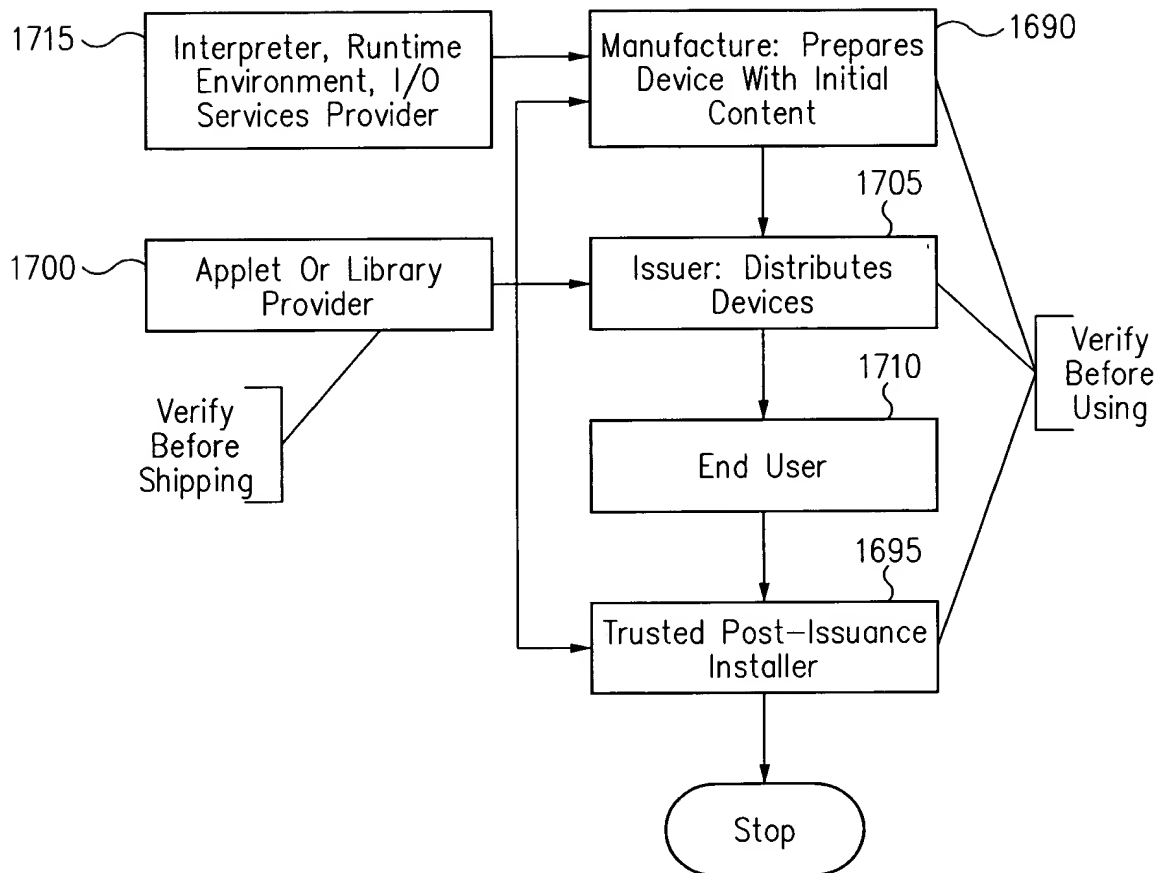 1715
Interpreter, Runtime
Environment, I/O
Services Provider
Manufacture: Prepares
Device With Initial
Content
1690
1700
Applet Or Library
Provider
1705
Issuer: Distributes
Devices
Verify
Before
Using
Verify
Before
Shipping
1710
End User
1695
Trusted Post-Issuance
Installer
Stop